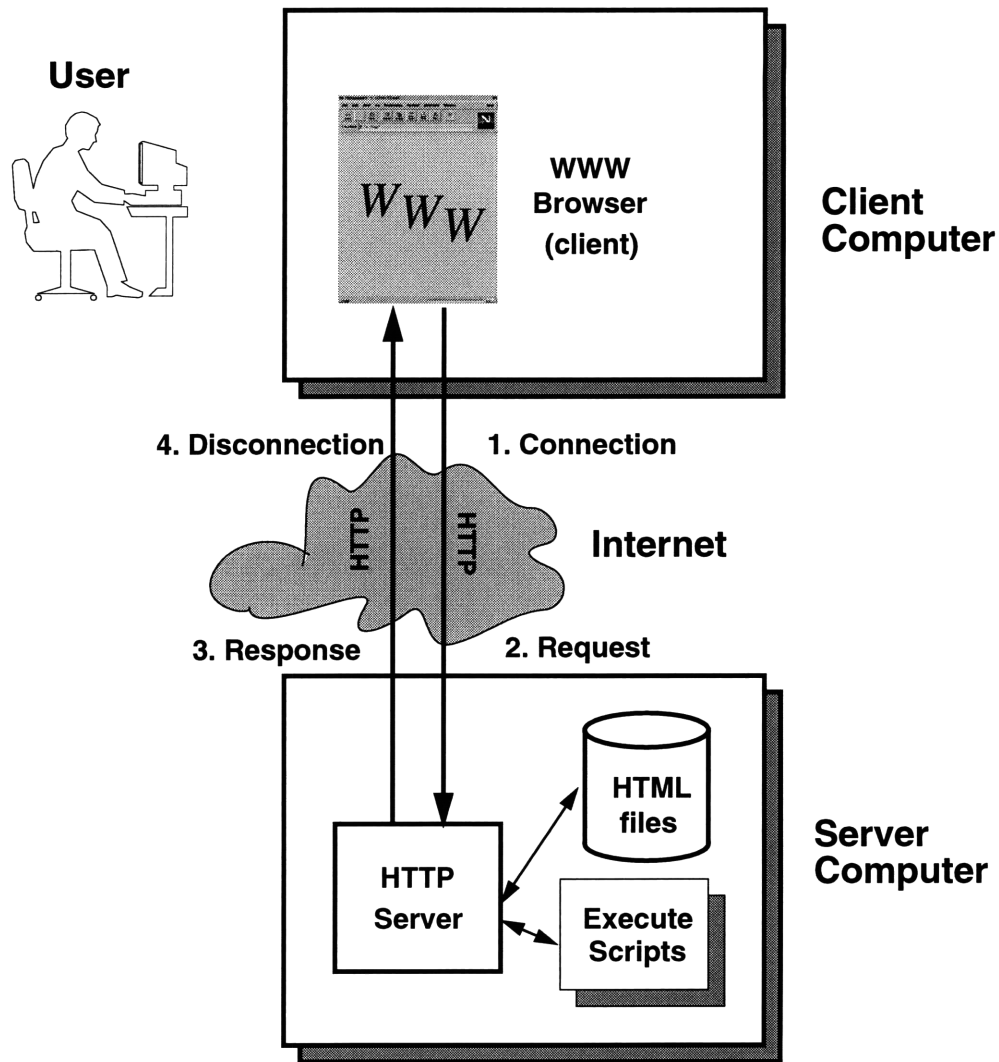 User
W W W
WWW
Browser
(client)
Client
Computer
4. Disconnection
1. Connection
HTTP
HTTP
Internet
3. Response
2. Request
HTML
files
HTTP
Server
Execute
Scripts
Server
Computer